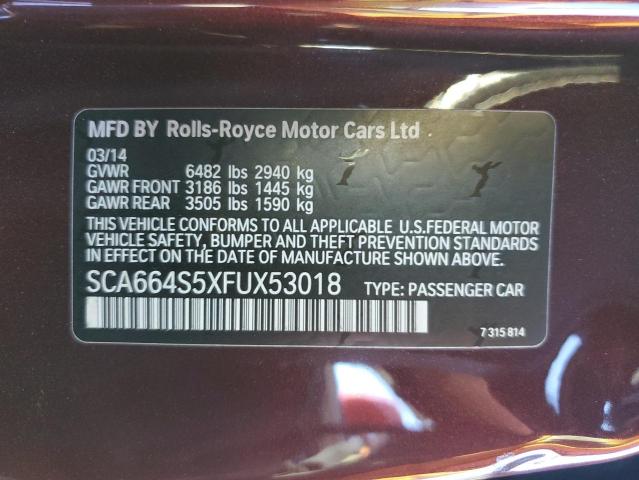 MFD BY Rolls-Royce Motor Cars Ltd
03/14
GVWR 6482 lbs 2940 kg
GAWR FRONT 3186 lbs 1445 kg
GAWR REAR 3505 lbs 1590 kg
THIS VEHICLE CONFORMS TO ALL APPLICABLE U.S.FEDERAL MOTOR
VEHICLE SAFETY, BUMPER AND THEFT PREVENTION STANDARDS
IN EFFECT ON THE DATE OF MANUFACTURE SHOWN ABOVE.
SCA664S5XFUX53018 TYPE: PASSENGER CAR
7 315 814